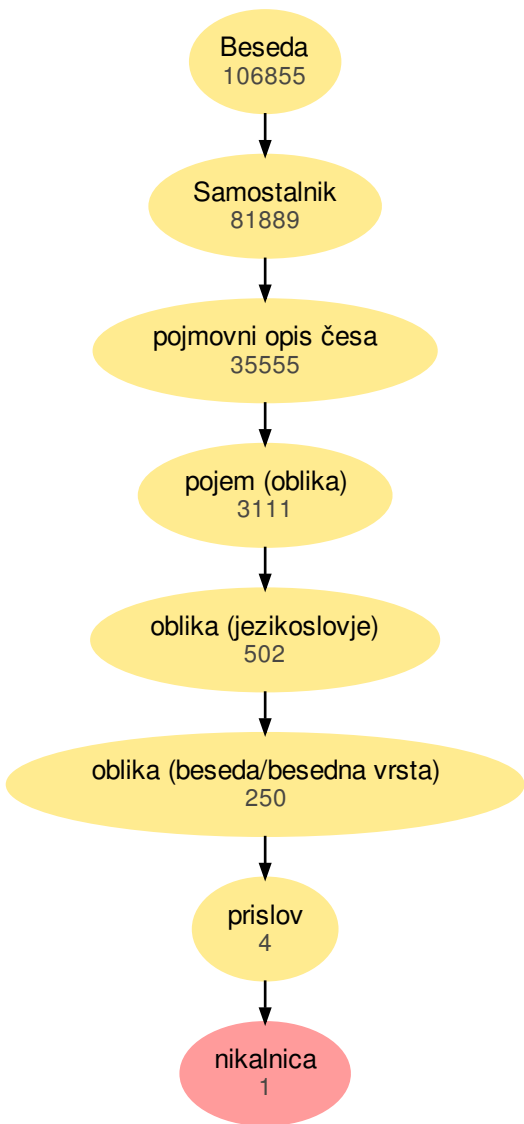 Beseda
106855
Samostalnik
81889
pojmovni opis česa
35555
pojem (oblika)
3111
oblika (jezikoslovje)
502
oblika (beseda/besedna vrsta)
250
prislov
4
nikalnica
1